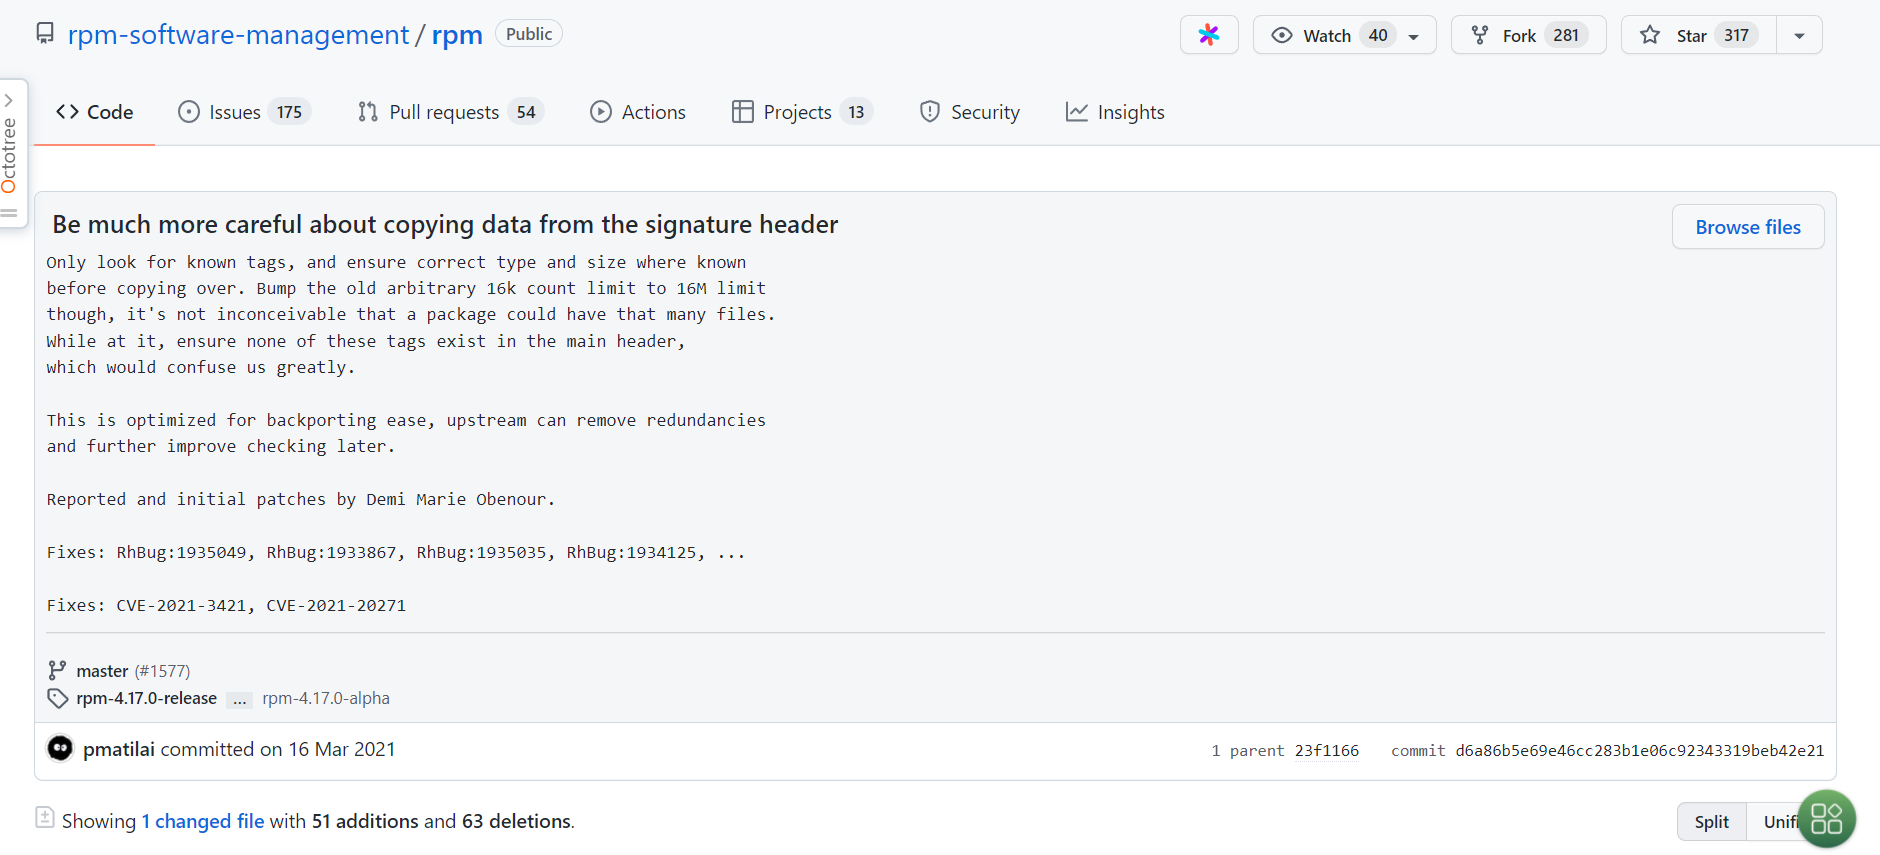 rpm-software-management / rpm Public
Watch 40
Fork 281
Star 317
Code
Issues 175
Pull requests 54
Actions
Projects 13
Security
Insights
Octotree
Be much more careful about copying data from the signature header
Browse files
Only look for known tags, and ensure correct type and size where known
before copying over. Bump the old arbitrary 16k count limit to 16M limit
though, it's not inconceivable that a package could have that many files.
While at it, ensure none of these tags exist in the main header,
which would confuse us greatly.
This is optimized for backporting ease, upstream can remove redundancies
and further improve checking later.
Reported and initial patches by Demi Marie Obenour.
Fixes: RhBug:1935049, RhBug:1933867, RhBug:1935035, RhBug:1934125, ...
Fixes: CVE-2021-3421, CVE-2021-20271
master (#1577)
rpm-4.17.0-release ... rpm-4.17.0-alpha
pmatilai committed on 16 Mar 2021
1 parent 23f1166 commit d6a86b5e69e46cc283b1e06c92343319beb42e21
Showing 1 changed file with 51 additions and 63 deletions.
Split
Unifi